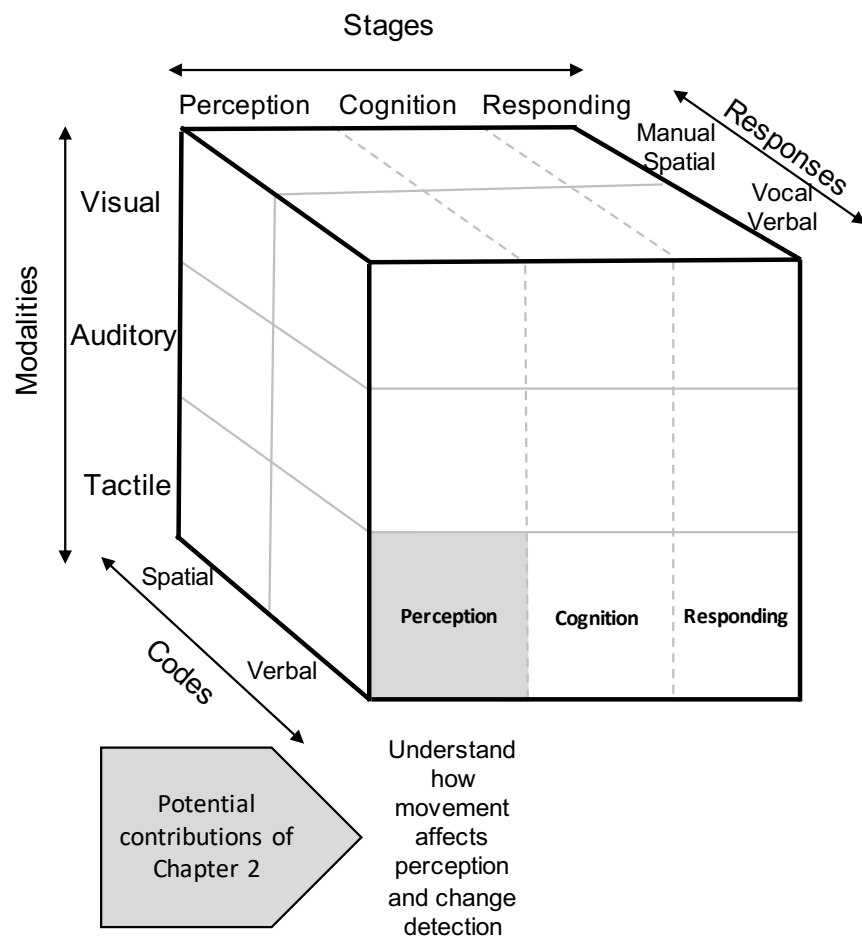 Stages
Perception Cognition Responding
Responses
Manual
Spatial
Vocal
Verbal
Modalities
Visual
Auditory
Tactile
Spatial
Verbal
Codes
Perception Cognition Responding
Potential
contributions of
Chapter 2
Understand
how
movement
affects
perception
and change
detection